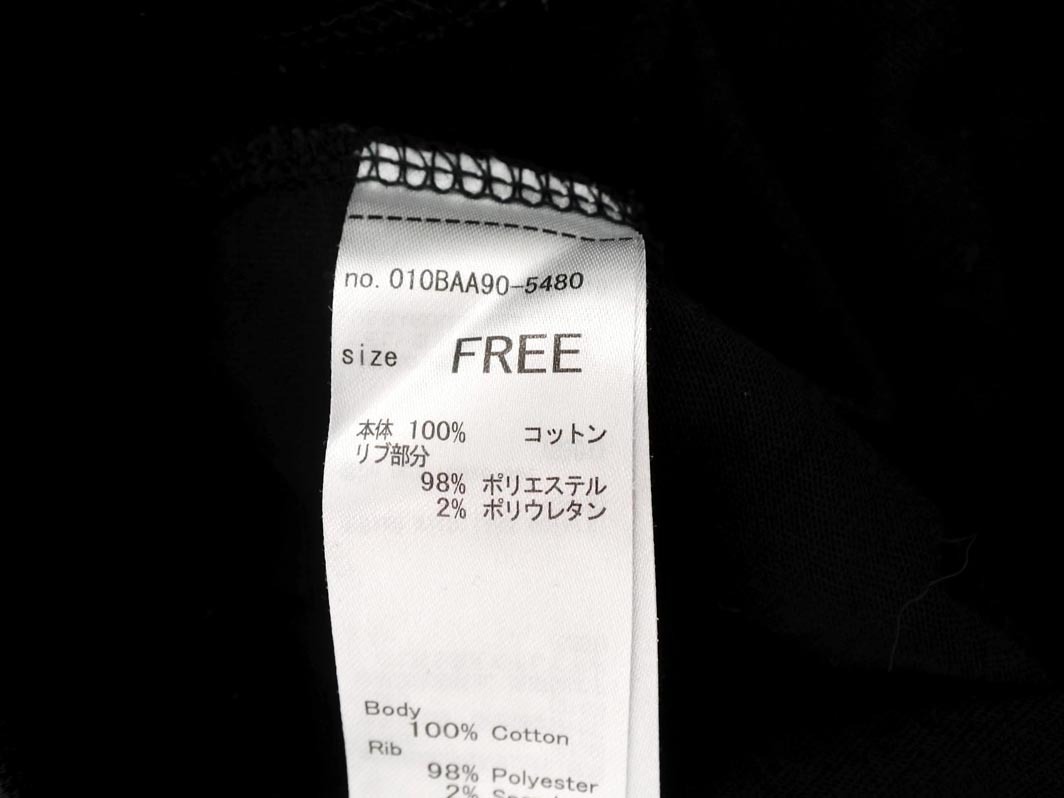 no. 010BAA90-5480
size FREE
本体 100% コットン
リブ部分
98% ポリエステル
2% ポリウレタン
Body
100% Cotton
Rib
98% Polyester
2%